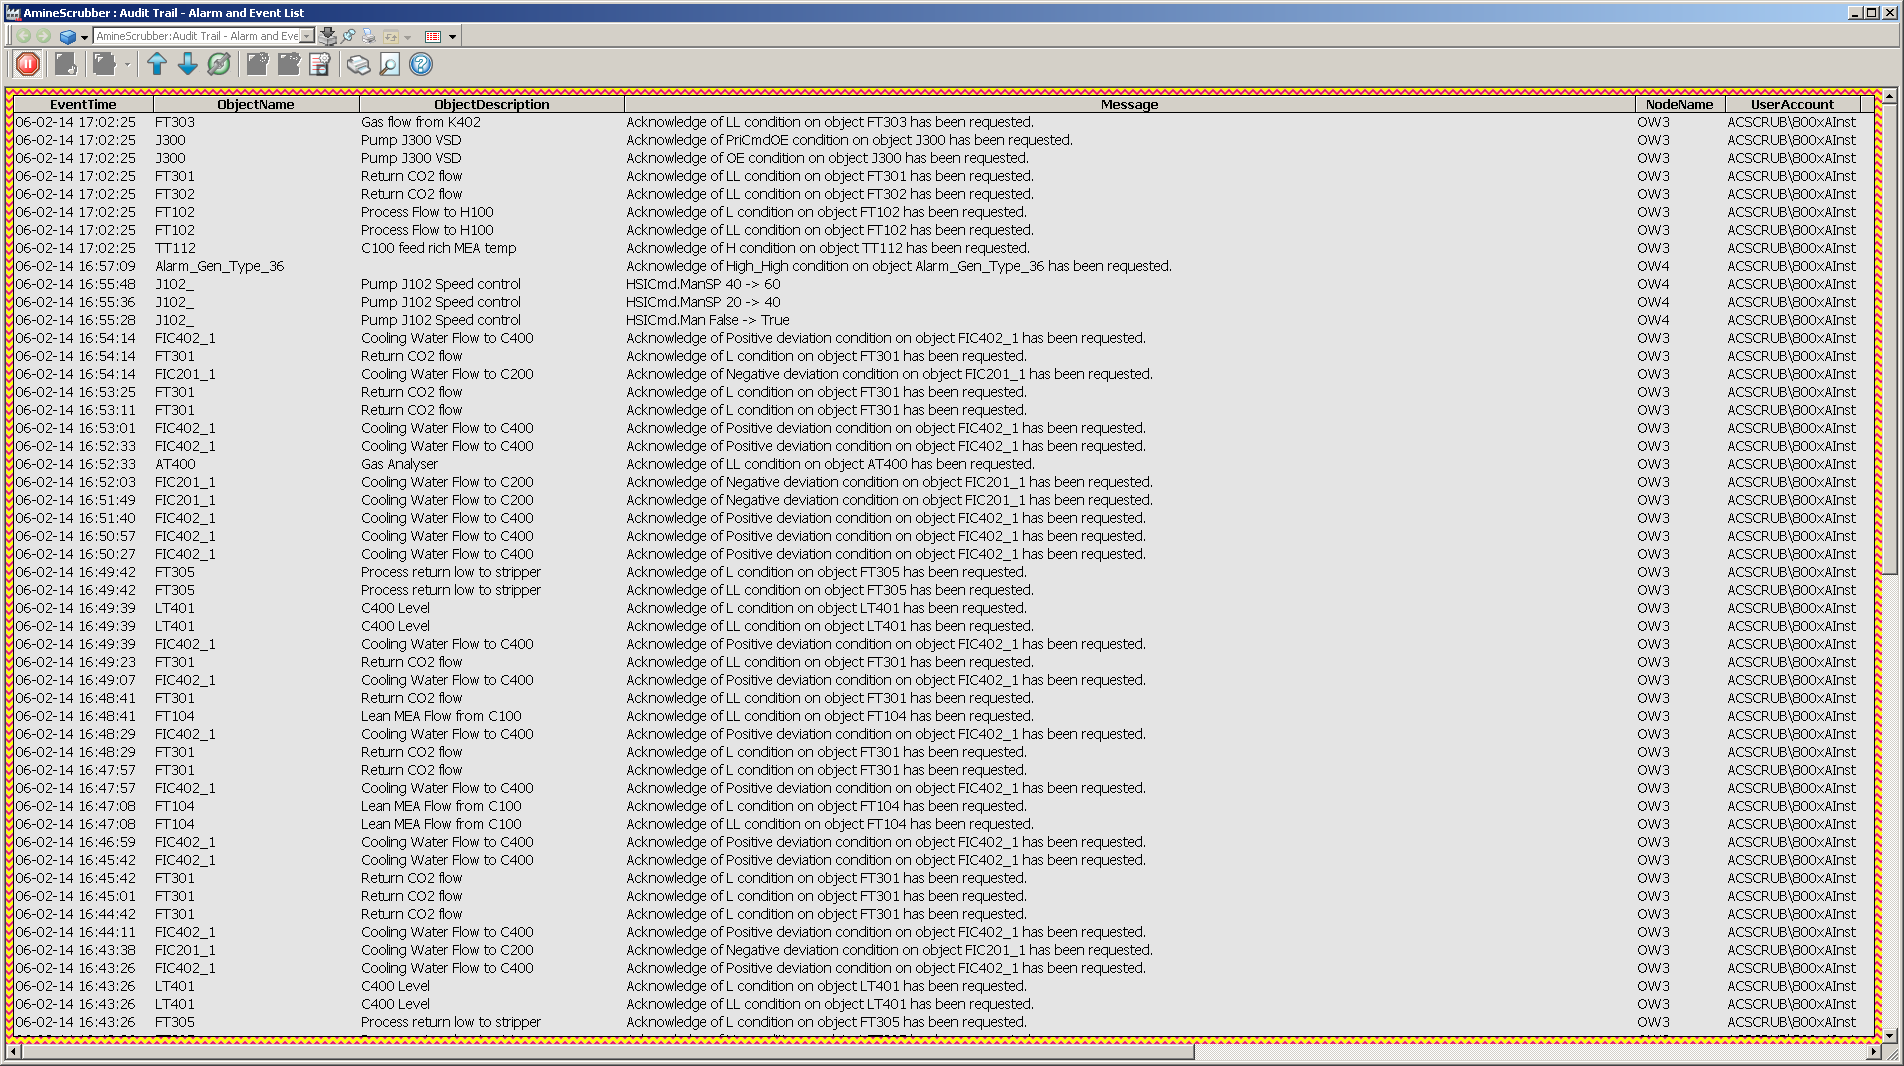 AmineScrubber : Audit Trail - Alarm and Event List
AmineScrubber:Audit Trail - Alarm and Eve
EventTime ObjectName ObjectDescription Message NodeName UserAccount
06-02-14 17:02:25 FT303 Gas flow from K402 Acknowledge of LL condition on object FT303 has been requested. OW3 ACSCRUB\800xAInst
06-02-14 17:02:25 J300 Pump J300 VSD Acknowledge of PriCmdOE condition on object J300 has been requested. OW3 ACSCRUB\800xAInst
06-02-14 17:02:25 J300 Pump J300 VSD Acknowledge of OE condition on object J300 has been requested. OW3 ACSCRUB\800xAInst
06-02-14 17:02:25 FT301 Return CO2 flow Acknowledge of LL condition on object FT301 has been requested. OW3 ACSCRUB\800xAInst
06-02-14 17:02:25 FT302 Return CO2 flow Acknowledge of LL condition on object FT302 has been requested. OW3 ACSCRUB\800xAInst
06-02-14 17:02:25 FT102 Process Flow to H100 Acknowledge of L condition on object FT102 has been requested. OW3 ACSCRUB\800xAInst
06-02-14 17:02:25 FT102 Process Flow to H100 Acknowledge of LL condition on object FT102 has been requested. OW3 ACSCRUB\800xAInst
06-02-14 17:02:25 TT112 C100 feed rich MEA temp Acknowledge of H condition on object TT112 has been requested. OW3 ACSCRUB\800xAInst
06-02-14 16:57:09 Alarm_Gen_Type_36 Acknowledge of High_High condition on object Alarm_Gen_Type_36 has been requested. OW4 ACSCRUB\800xAInst
06-02-14 16:55:48 J102_ Pump J102 Speed control HSICmd.ManSP 40 -> 60 OW4 ACSCRUB\800xAInst
06-02-14 16:55:36 J102_ Pump J102 Speed control HSICmd.ManSP 20 -> 40 OW4 ACSCRUB\800xAInst
06-02-14 16:55:28 J102_ Pump J102 Speed control HSICmd.Man False -> True OW4 ACSCRUB\800xAInst
06-02-14 16:54:14 FIC402_1 Cooling Water Flow to C400 Acknowledge of Positive deviation condition on object FIC402_1 has been requested. OW3 ACSCRUB\800xAInst
06-02-14 16:54:14 FT301 Return CO2 flow Acknowledge of L condition on object FT301 has been requested. OW3 ACSCRUB\800xAInst
06-02-14 16:54:14 FIC201_1 Cooling Water Flow to C200 Acknowledge of Negative deviation condition on object FIC201_1 has been requested. OW3 ACSCRUB\800xAInst
06-02-14 16:53:25 FT301 Return CO2 flow Acknowledge of L condition on object FT301 has been requested. OW3 ACSCRUB\800xAInst
06-02-14 16:53:11 FT301 Return CO2 flow Acknowledge of L condition on object FT301 has been requested. OW3 ACSCRUB\800xAInst
06-02-14 16:53:01 FIC402_1 Cooling Water Flow to C400 Acknowledge of Positive deviation condition on object FIC402_1 has been requested. OW3 ACSCRUB\800xAInst
06-02-14 16:52:33 FIC402_1 Cooling Water Flow to C400 Acknowledge of Positive deviation condition on object FIC402_1 has been requested. OW3 ACSCRUB\800xAInst
06-02-14 16:52:33 AT400 Gas Analyser Acknowledge of LL condition on object AT400 has been requested. OW3 ACSCRUB\800xAInst
06-02-14 16:52:03 FIC201_1 Cooling Water Flow to C200 Acknowledge of Negative deviation condition on object FIC201_1 has been requested. OW3 ACSCRUB\800xAInst
06-02-14 16:51:49 FIC201_1 Cooling Water Flow to C200 Acknowledge of Negative deviation condition on object FIC201_1 has been requested. OW3 ACSCRUB\800xAInst
06-02-14 16:51:40 FIC402_1 Cooling Water Flow to C400 Acknowledge of Positive deviation condition on object FIC402_1 has been requested. OW3 ACSCRUB\800xAInst
06-02-14 16:50:57 FIC402_1 Cooling Water Flow to C400 Acknowledge of Positive deviation condition on object FIC402_1 has been requested. OW3 ACSCRUB\800xAInst
06-02-14 16:50:27 FIC402_1 Cooling Water Flow to C400 Acknowledge of Positive deviation condition on object FIC402_1 has been requested. OW3 ACSCRUB\800xAInst
06-02-14 16:49:42 FT305 Process return low to stripper Acknowledge of L condition on object FT305 has been requested. OW3 ACSCRUB\800xAInst
06-02-14 16:49:42 FT305 Process return low to stripper Acknowledge of LL condition on object FT305 has been requested. OW3 ACSCRUB\800xAInst
06-02-14 16:49:39 LT401 C400 Level Acknowledge of L condition on object LT401 has been requested. OW3 ACSCRUB\800xAInst
06-02-14 16:49:39 LT401 C400 Level Acknowledge of LL condition on object LT401 has been requested. OW3 ACSCRUB\800xAInst
06-02-14 16:49:39 FIC402_1 Cooling Water Flow to C400 Acknowledge of Positive deviation condition on object FIC402_1 has been requested. OW3 ACSCRUB\800xAInst
06-02-14 16:49:23 FT301 Return CO2 flow Acknowledge of LL condition on object FT301 has been requested. OW3 ACSCRUB\800xAInst
06-02-14 16:49:07 FIC402_1 Cooling Water Flow to C400 Acknowledge of Positive deviation condition on object FIC402_1 has been requested. OW3 ACSCRUB\800xAInst
06-02-14 16:48:41 FT301 Return CO2 flow Acknowledge of LL condition on object FT301 has been requested. OW3 ACSCRUB\800xAInst
06-02-14 16:48:41 FT104 Lean MEA Flow from C100 Acknowledge of LL condition on object FT104 has been requested. OW3 ACSCRUB\800xAInst
06-02-14 16:48:29 FIC402_1 Cooling Water Flow to C400 Acknowledge of Positive deviation condition on object FIC402_1 has been requested. OW3 ACSCRUB\800xAInst
06-02-14 16:48:29 FT301 Return CO2 flow Acknowledge of L condition on object FT301 has been requested. OW3 ACSCRUB\800xAInst
06-02-14 16:47:57 FT301 Return CO2 flow Acknowledge of L condition on object FT301 has been requested. OW3 ACSCRUB\800xAInst
06-02-14 16:47:57 FIC402_1 Cooling Water Flow to C400 Acknowledge of Positive deviation condition on object FIC402_1 has been requested. OW3 ACSCRUB\800xAInst
06-02-14 16:47:08 FT104 Lean MEA Flow from C100 Acknowledge of L condition on object FT104 has been requested. OW3 ACSCRUB\800xAInst
06-02-14 16:47:08 FT104 Lean MEA Flow from C100 Acknowledge of LL condition on object FT104 has been requested. OW3 ACSCRUB\800xAInst
06-02-14 16:46:59 FIC402_1 Cooling Water Flow to C400 Acknowledge of Positive deviation condition on object FIC402_1 has been requested. OW3 ACSCRUB\800xAInst
06-02-14 16:45:42 FIC402_1 Cooling Water Flow to C400 Acknowledge of Positive deviation condition on object FIC402_1 has been requested. OW3 ACSCRUB\800xAInst
06-02-14 16:45:42 FT301 Return CO2 flow Acknowledge of L condition on object FT301 has been requested. OW3 ACSCRUB\800xAInst
06-02-14 16:45:01 FT301 Return CO2 flow Acknowledge of L condition on object FT301 has been requested. OW3 ACSCRUB\800xAInst
06-02-14 16:44:42 FT301 Return CO2 flow Acknowledge of L condition on object FT301 has been requested. OW3 ACSCRUB\800xAInst
06-02-14 16:44:11 FIC402_1 Cooling Water Flow to C400 Acknowledge of Positive deviation condition on object FIC402_1 has been requested. OW3 ACSCRUB\800xAInst
06-02-14 16:43:38 FIC201_1 Cooling Water Flow to C200 Acknowledge of Negative deviation condition on object FIC201_1 has been requested. OW3 ACSCRUB\800xAInst
06-02-14 16:43:26 FIC402_1 Cooling Water Flow to C400 Acknowledge of Positive deviation condition on object FIC402_1 has been requested. OW3 ACSCRUB\800xAInst
06-02-14 16:43:26 LT401 C400 Level Acknowledge of L condition on object LT401 has been requested. OW3 ACSCRUB\800xAInst
06-02-14 16:43:26 LT401 C400 Level Acknowledge of LL condition on object LT401 has been requested. OW3 ACSCRUB\800xAInst
06-02-14 16:43:26 FT305 Process return low to stripper Acknowledge of L condition on object FT305 has been requested. OW3 ACSCRUB\800xAInst